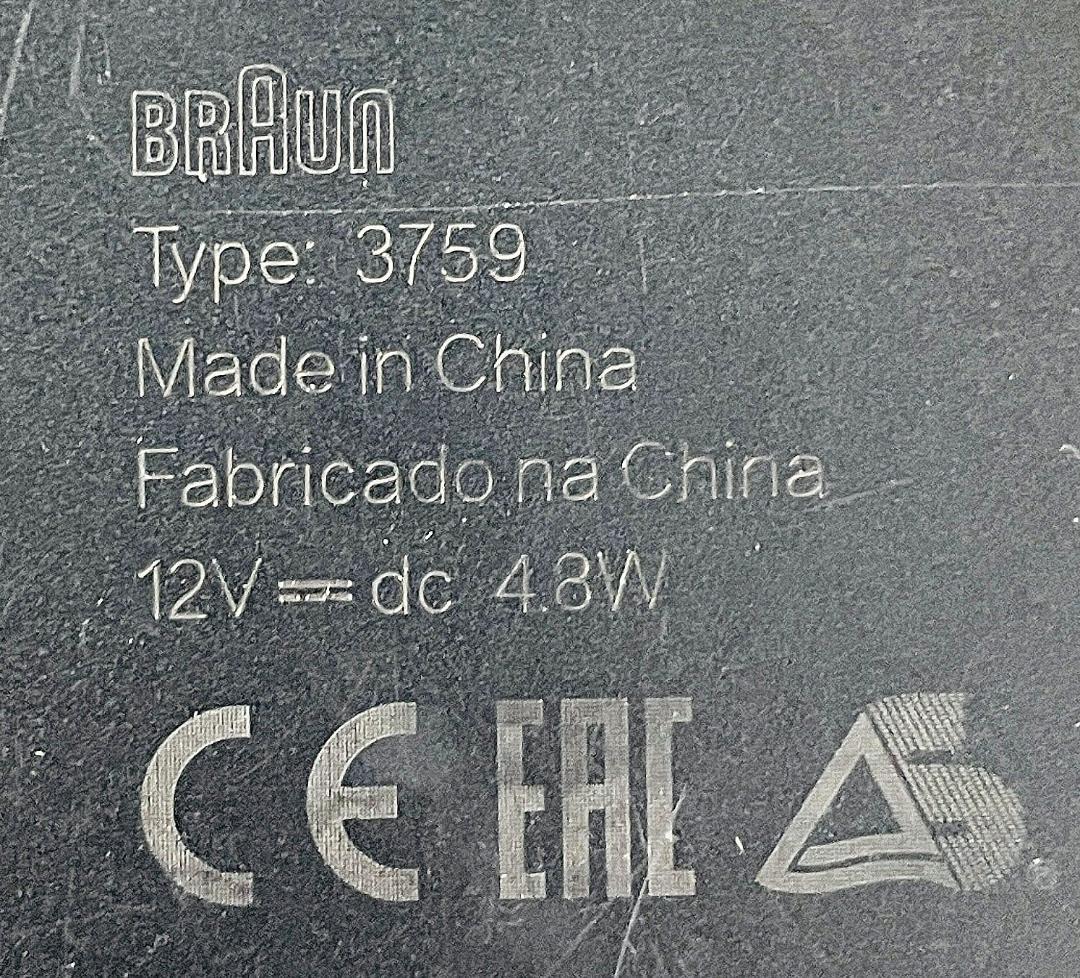 BRAUN
Type: 3759
Made in China
Fabricado na China
12V ⎓ dc 4.8W
CE EAC S